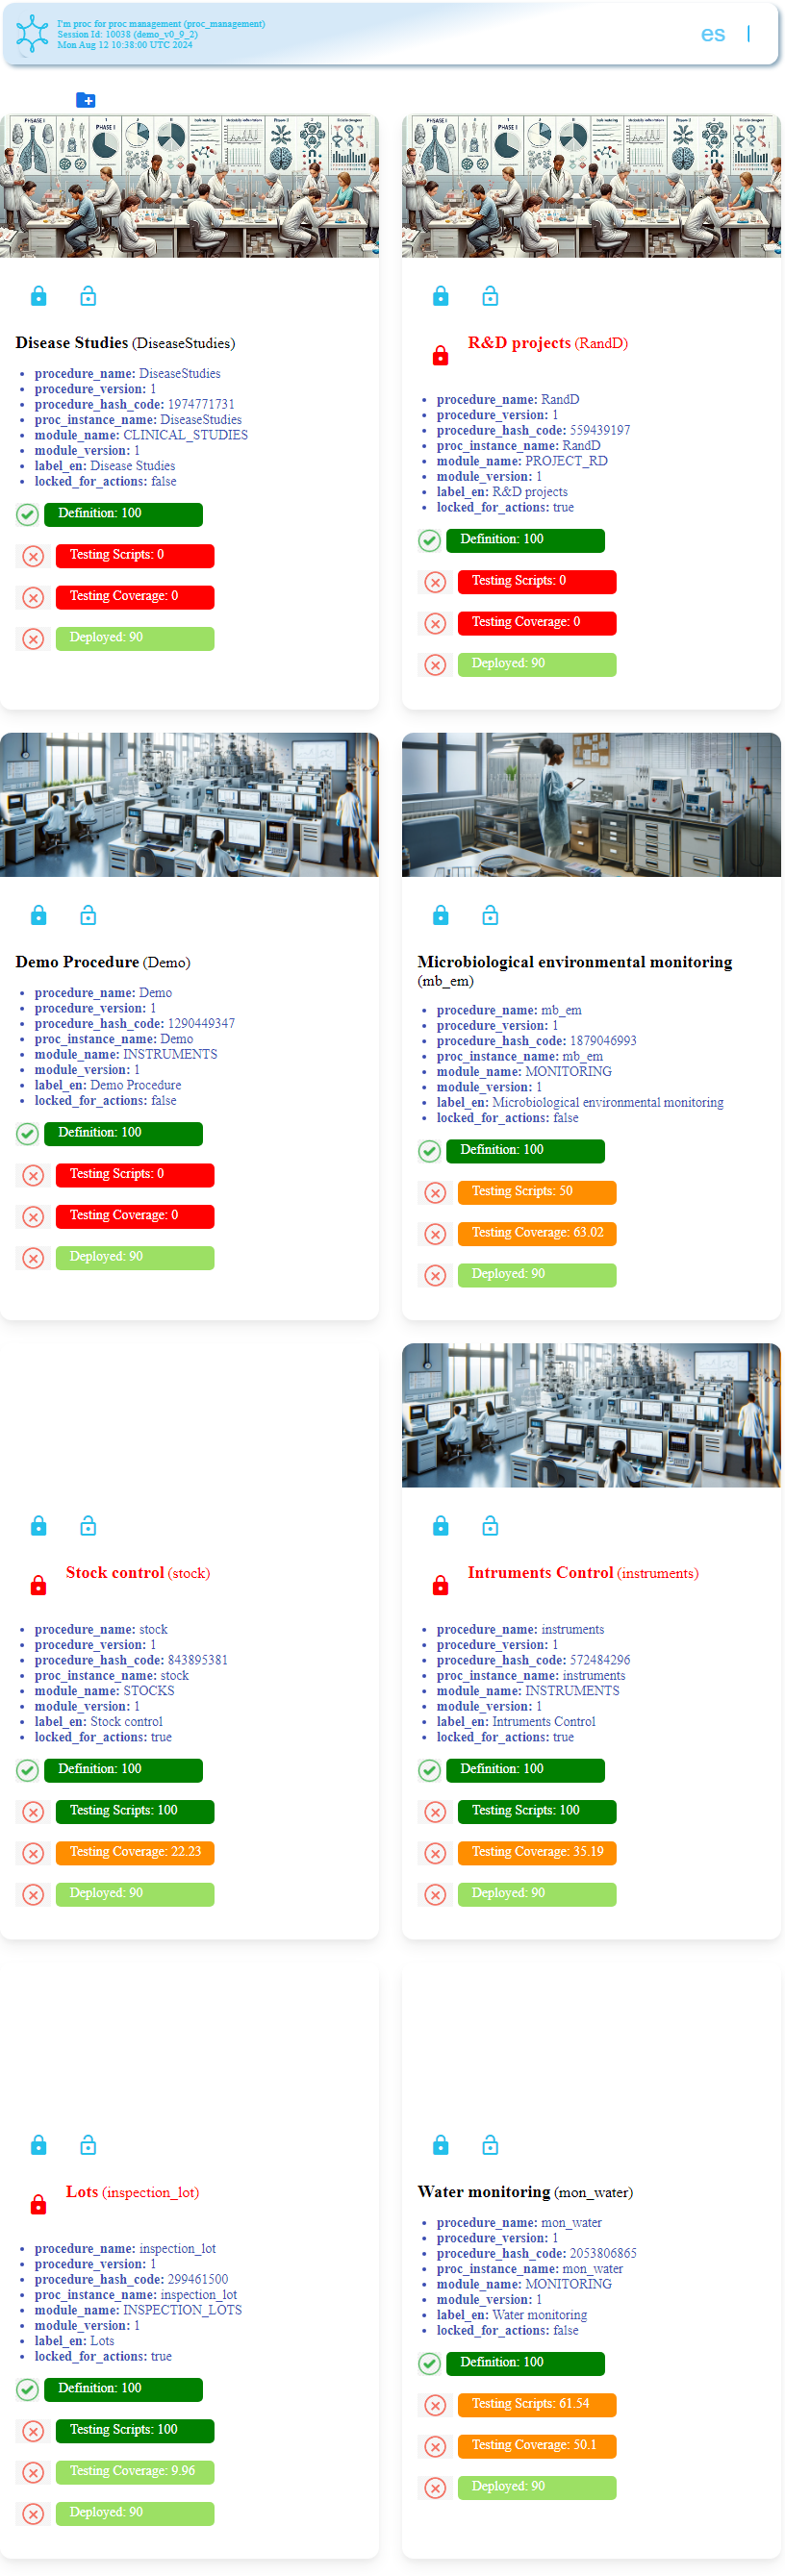 I'm proc for proc management (proc_management)
Session Id: 10038 (demo_v0_9_2)
Mon Aug 12 10:38:00 UTC 2024
es
PHASE I
Disease Studies (DiseaseStudies)
procedure_name: DiseaseStudies
procedure_version: 1
procedure_hash_code: 1974771731
proc_instance_name: DiseaseStudies
module_name: CLINICAL_STUDIES
module_version: 1
label_en: Disease Studies
locked_for_actions: false
Definition: 100
Testing Scripts: 0
Testing Coverage: 0
Deployed: 90
PHASE I
R&D projects (RandD)
procedure_name: RandD
procedure_version: 1
procedure_hash_code: 559439197
proc_instance_name: RandD
module_name: PROJECT_RD
module_version: 1
label_en: R&D projects
locked_for_actions: true
Definition: 100
Testing Scripts: 0
Testing Coverage: 0
Deployed: 90
Demo Procedure (Demo)
procedure_name: Demo
procedure_version: 1
procedure_hash_code: 1290449347
proc_instance_name: Demo
module_name: INSTRUMENTS
module_version: 1
label_en: Demo Procedure
locked_for_actions: false
Definition: 100
Testing Scripts: 0
Testing Coverage: 0
Deployed: 90
Microbiological environmental monitoring
(mb_em)
procedure_name: mb_em
procedure_version: 1
procedure_hash_code: 1879046993
proc_instance_name: mb_em
module_name: MONITORING
module_version: 1
label_en: Microbiological environmental monitoring
locked_for_actions: false
Definition: 100
Testing Scripts: 50
Testing Coverage: 63.02
Deployed: 90
Stock control (stock)
procedure_name: stock
procedure_version: 1
procedure_hash_code: 843895381
proc_instance_name: stock
module_name: STOCKS
module_version: 1
label_en: Stock control
locked_for_actions: true
Definition: 100
Testing Scripts: 100
Testing Coverage: 22.23
Deployed: 90
Intruments Control (instruments)
procedure_name: instruments
procedure_version: 1
procedure_hash_code: 572484296
proc_instance_name: instruments
module_name: INSTRUMENTS
module_version: 1
label_en: Intruments Control
locked_for_actions: true
Definition: 100
Testing Scripts: 100
Testing Coverage: 35.19
Deployed: 90
Lots (inspection_lot)
procedure_name: inspection_lot
procedure_version: 1
procedure_hash_code: 299461500
proc_instance_name: inspection_lot
module_name: INSPECTION_LOTS
module_version: 1
label_en: Lots
locked_for_actions: true
Definition: 100
Testing Scripts: 100
Testing Coverage: 9.96
Deployed: 90
Water monitoring (mon_water)
procedure_name: mon_water
procedure_version: 1
procedure_hash_code: 2053806865
proc_instance_name: mon_water
module_name: MONITORING
module_version: 1
label_en: Water monitoring
locked_for_actions: false
Definition: 100
Testing Scripts: 61.54
Testing Coverage: 50.1
Deployed: 90